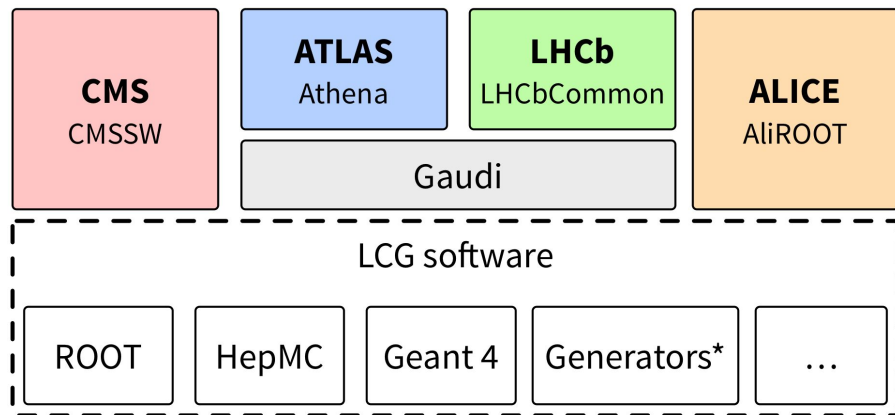 CMS
CMSSW
ATLAS
Athena
LHCb
LHCbCommon
ALICE
AliROOT
Gaudi
LCG software
ROOT
HepMC
Geant 4
Generators*
…